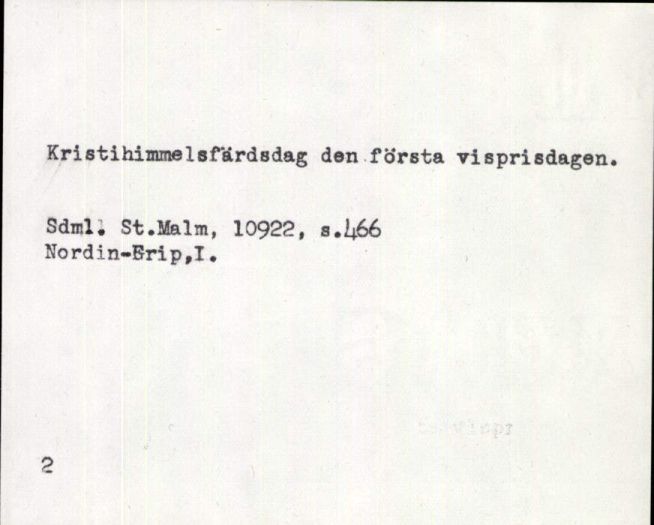 Kristihimmelsfärdsdag den första visprisdagen.
Sdml. St.Malm, 10922, s.466
Nordin-Grip,I.
2